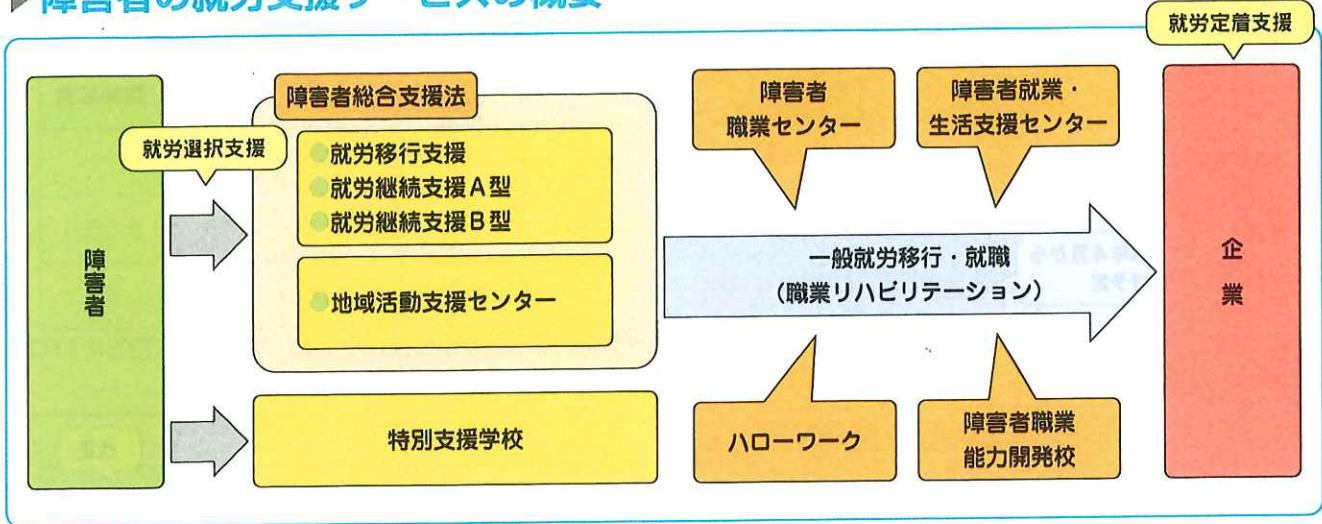 ▶障害者の就労支援サービスの概要
就労定着支援
障害者
就労選択支援
障害者総合支援法
就労移行支援
就労継続支援A型
就労継続支援B型
地域活動支援センター
特別支援学校
障害者
職業センター
障害者就業・
生活支援センター
一般就労移行・就職
(職業リハビリテーション)
ハローワーク
障害者職業
能力開発校
企業